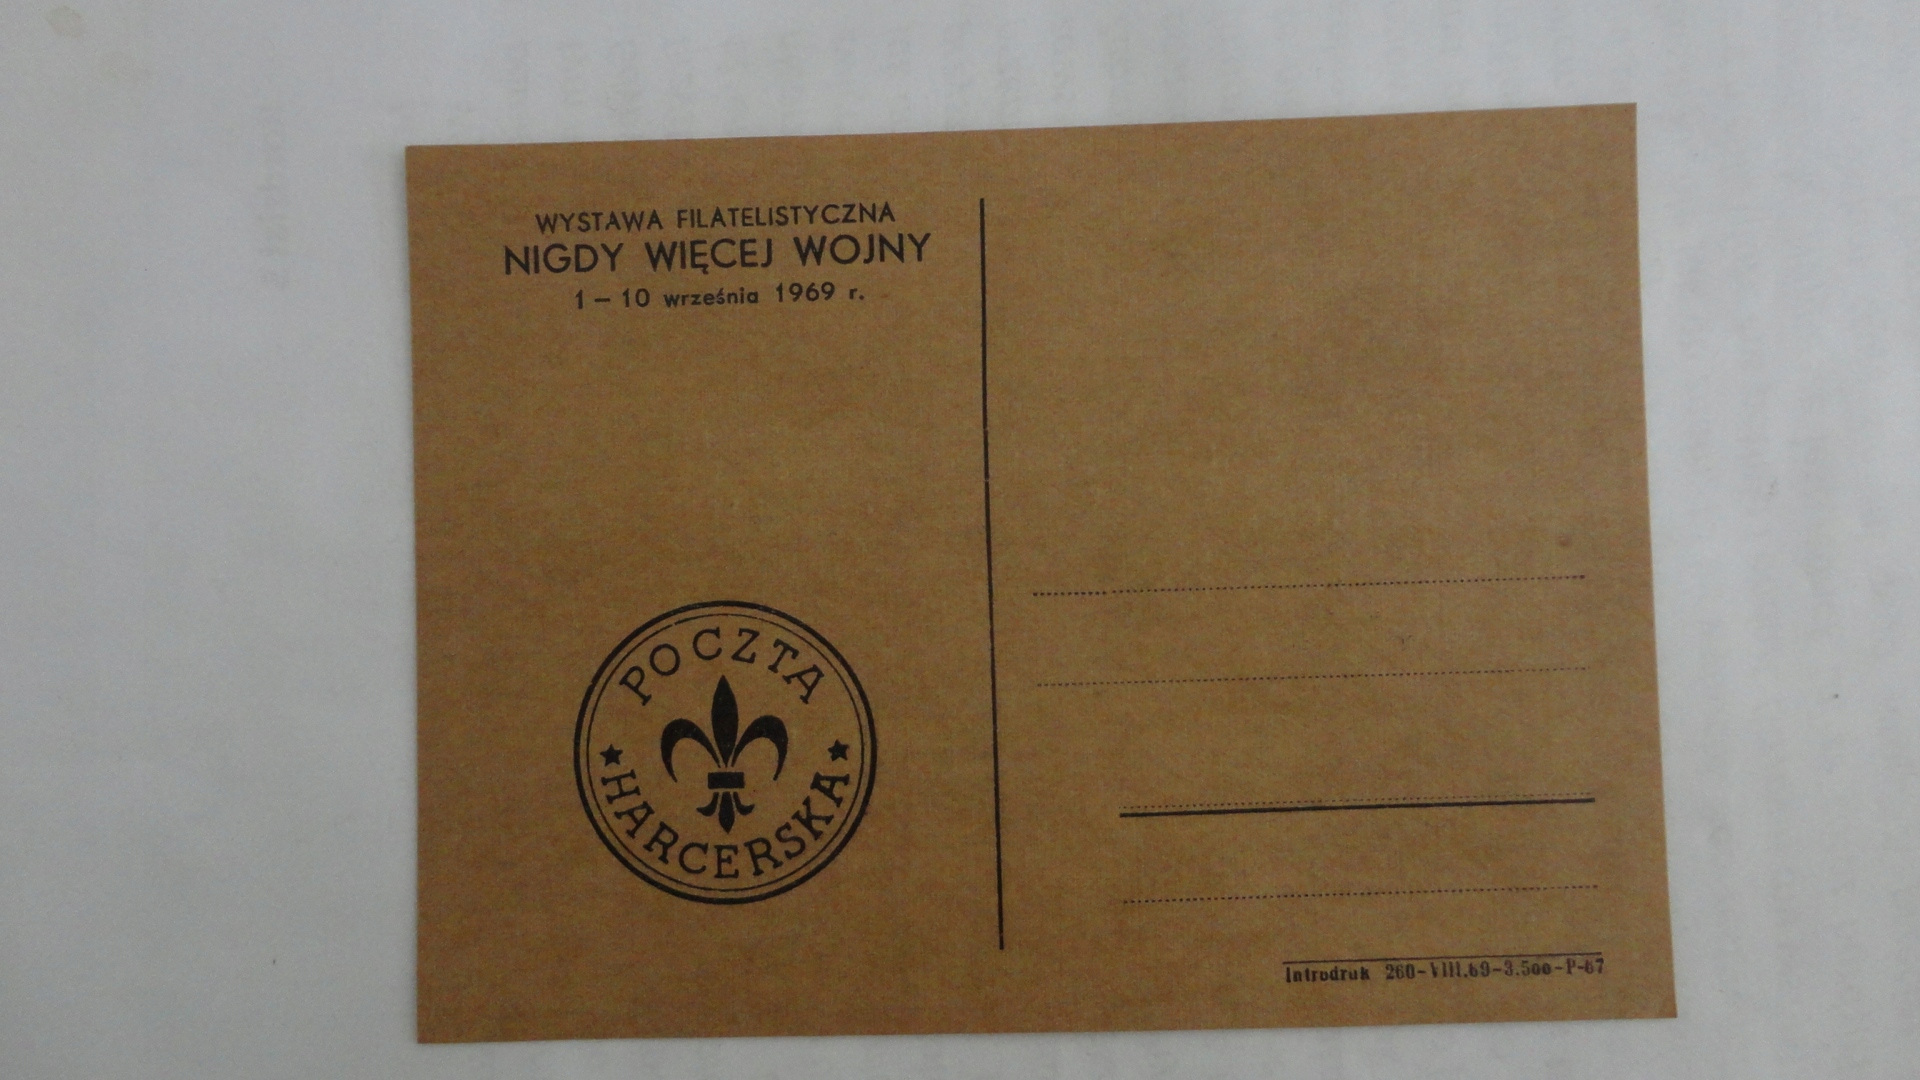 WYSTAWA FILATELISTYCZNA
NIGDY WIĘCEJ WOJNY
1 – 10 września 1969 r.
POCZTA
★ HARCERSKA ★
Introdruk 260-VIII.69-3.500-P-67